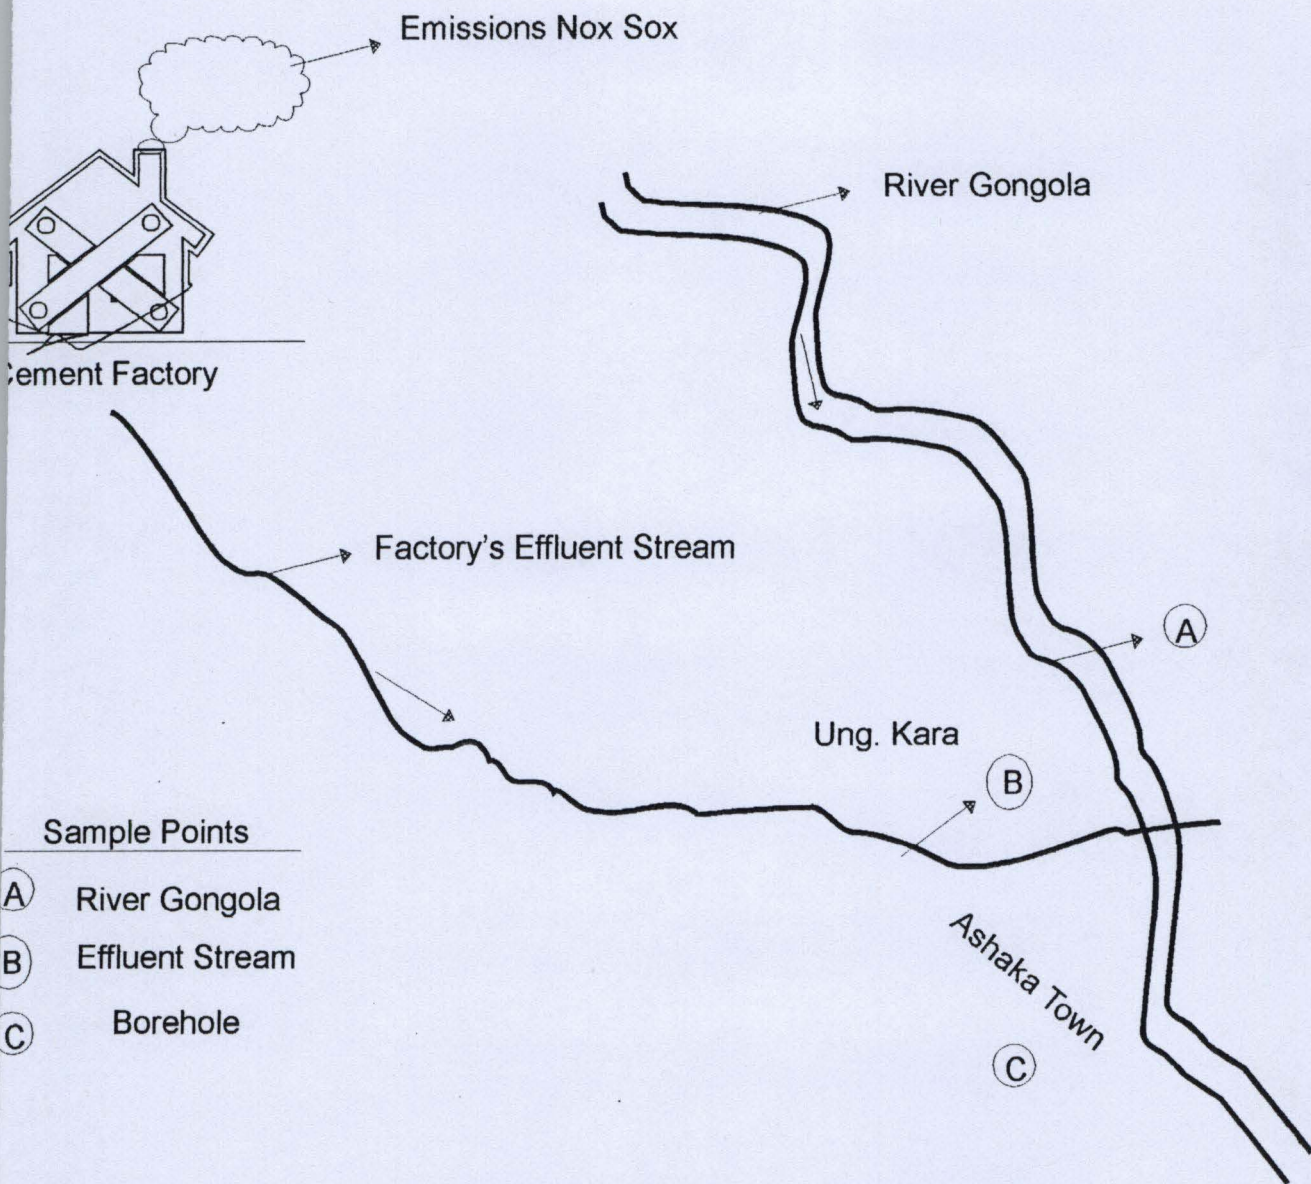 Emissions Nox Sox
River Gongola
Cement Factory
Factory's Effluent Stream
A
Ung. Kara
B
Sample Points
A River Gongola
B Effluent Stream
C Borehole
Ashaka Town
C